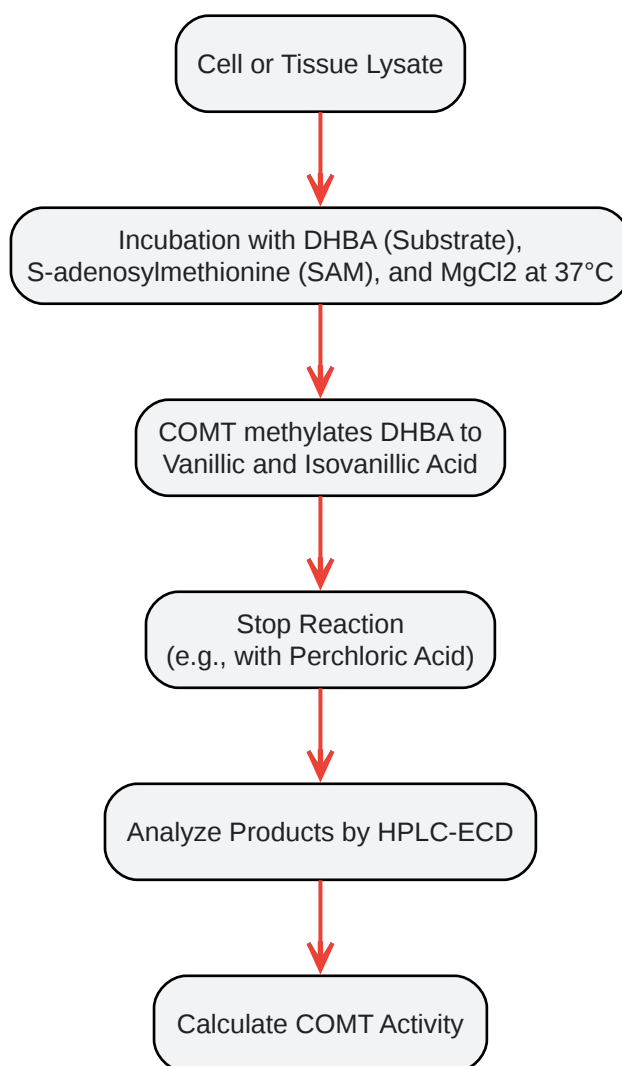 Cell or Tissue Lysate
Incubation with DHBA (Substrate),
S-adenosylmethionine (SAM), and MgCl2 at 37°C
COMT methylates DHBA to
Vanillic and Isovanillic Acid
Stop Reaction
(e.g., with Perchloric Acid)
Analyze Products by HPLC-ECD
Calculate COMT Activity